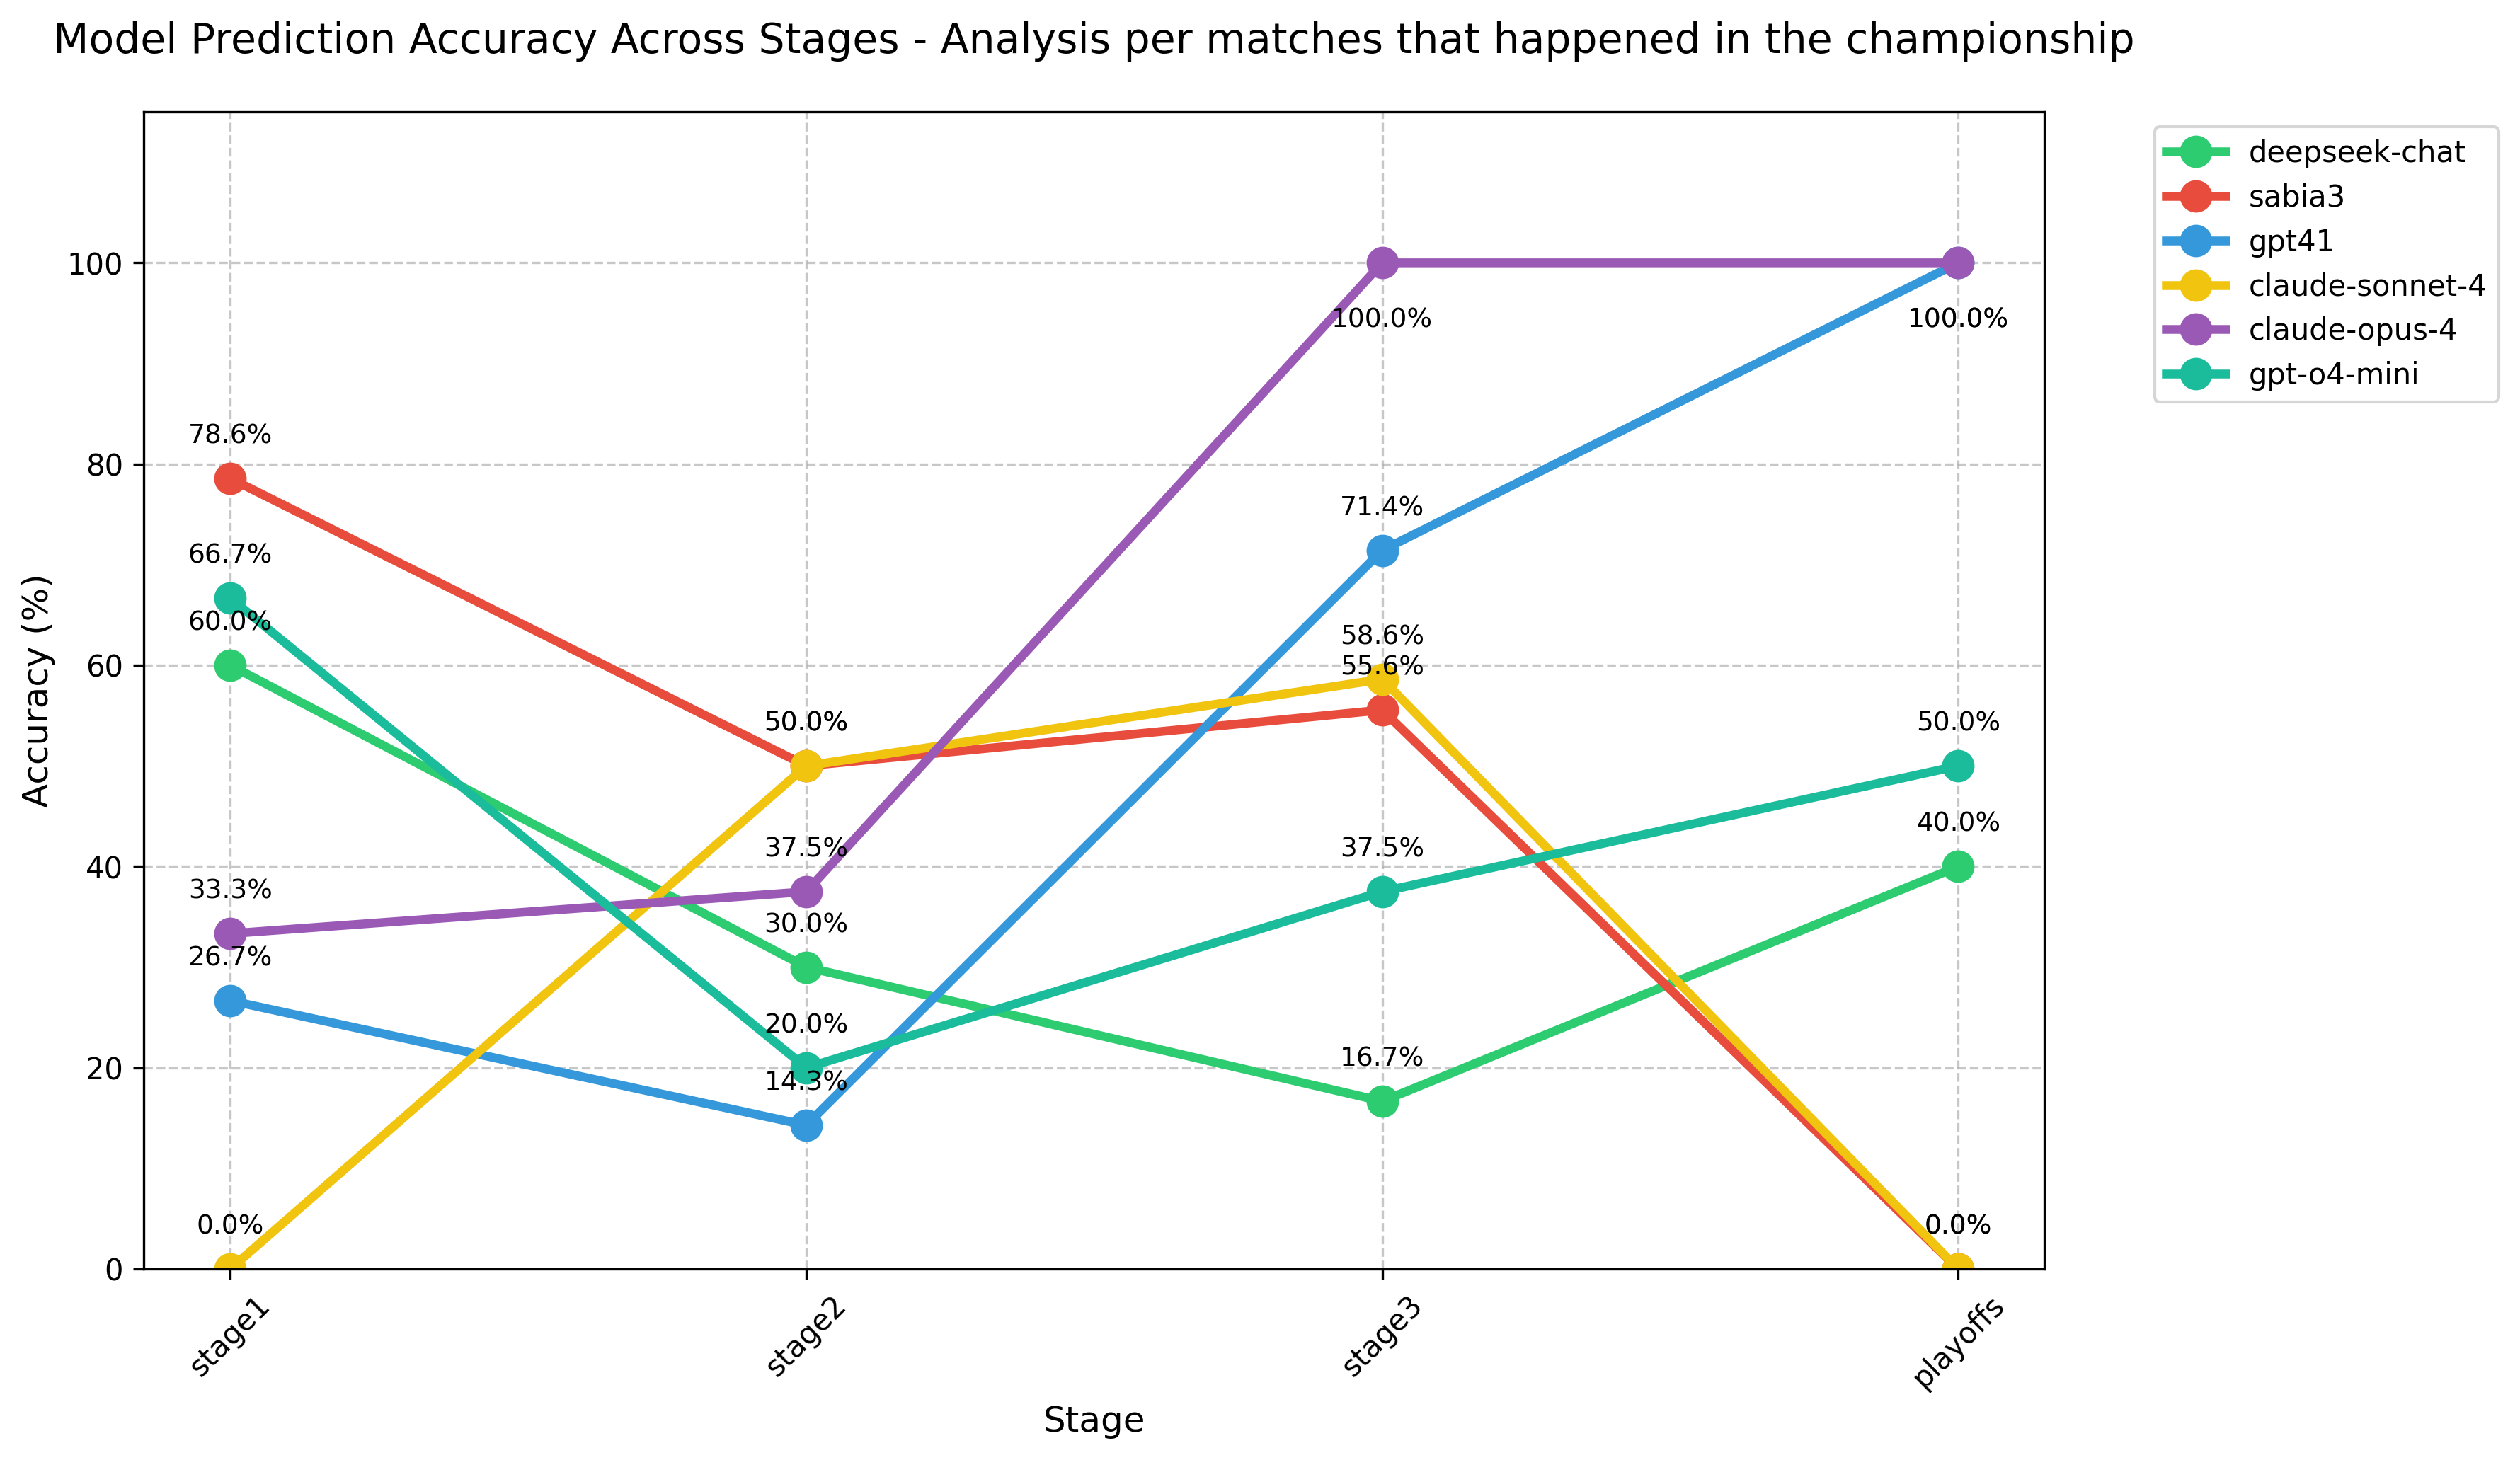 Model Prediction Accuracy Across Stages - Analysis per matches that happened in the championship
deepseek-chat
sabia3
gpt41
claude-sonnet-4
claude-opus-4
gpt-o4-mini
Accuracy (%)
100
80
60
40
20
0
78.6%
66.7%
60.0%
33.3%
26.7%
0.0%
50.0%
37.5%
30.0%
20.0%
14.3%
100.0%
71.4%
58.6%
55.6%
37.5%
16.7%
100.0%
50.0%
40.0%
0.0%
stage1
stage2
stage3
playoffs
Stage